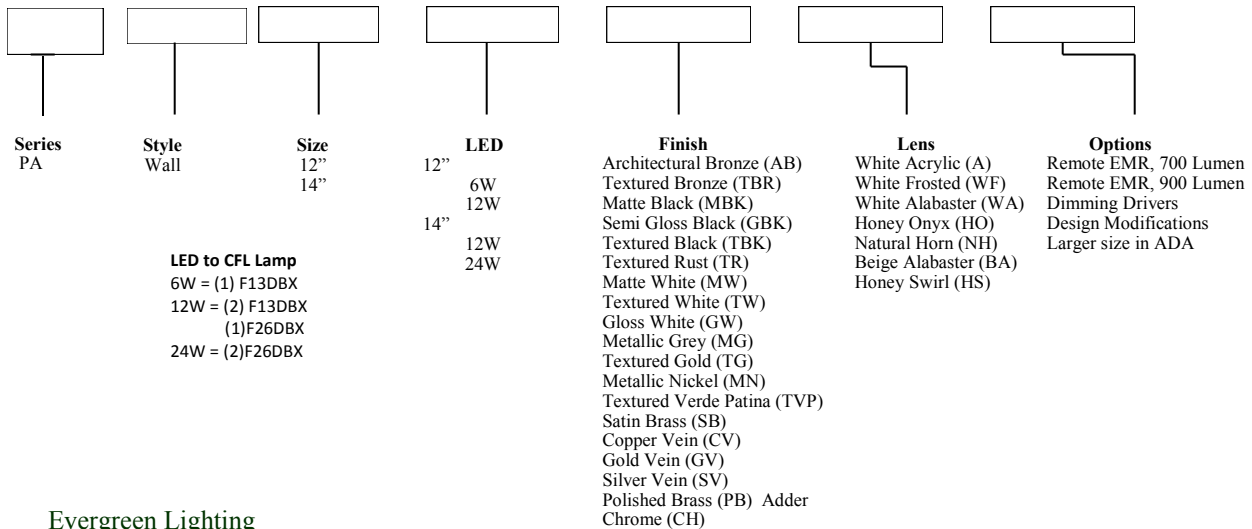 Series
PA
Style
Wall
Size
12”
14”
LED
12”
6W
12W
14”
12W
24W
LED to CFL Lamp
6W = (1) F13DBX
12W = (2) F13DBX
(1)F26DBX
24W = (2)F26DBX
Finish
Architectural Bronze (AB)
Textured Bronze (TBR)
Matte Black (MBK)
Semi Gloss Black (GBK)
Textured Black (TBK)
Textured Rust (TR)
Matte White (MW)
Textured White (TW)
Gloss White (GW)
Metallic Grey (MG)
Textured Gold (TG)
Metallic Nickel (MN)
Textured Verde Patina (TVP)
Satin Brass (SB)
Copper Vein (CV)
Gold Vein (GV)
Silver Vein (SV)
Polished Brass (PB) Adder
Chrome (CH)
Lens
White Acrylic (A)
White Frosted (WF)
White Alabaster (WA)
Honey Onyx (HO)
Natural Horn (NH)
Beige Alabaster (BA)
Honey Swirl (HS)
Options
Remote EMR, 700 Lumen
Remote EMR, 900 Lumen
Dimming Drivers
Design Modifications
Larger size in ADA
Evergreen Lighting